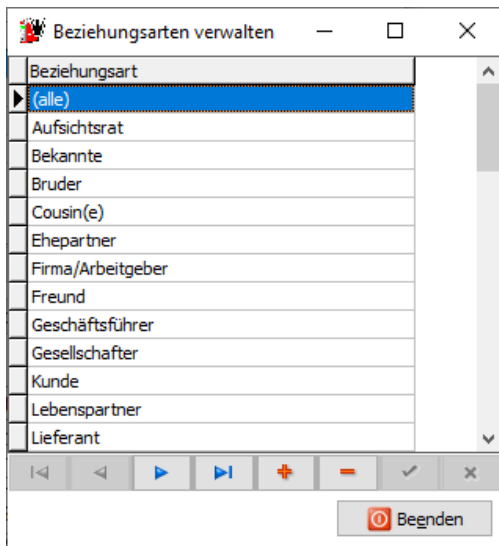 Beziehungsarten verwalten
Beziehungsart
(alle)
Aufsichtsrat
Bekannte
Bruder
Cousin(e)
Ehepartner
Firma/Arbeitgeber
Freund
Geschäftsführer
Gesellschafter
Kunde
Lebenspartner
Lieferant
Beenden